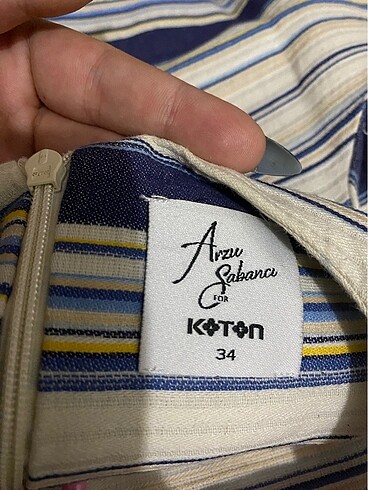 Arzu
Sabancı
FOR
KOTON
34